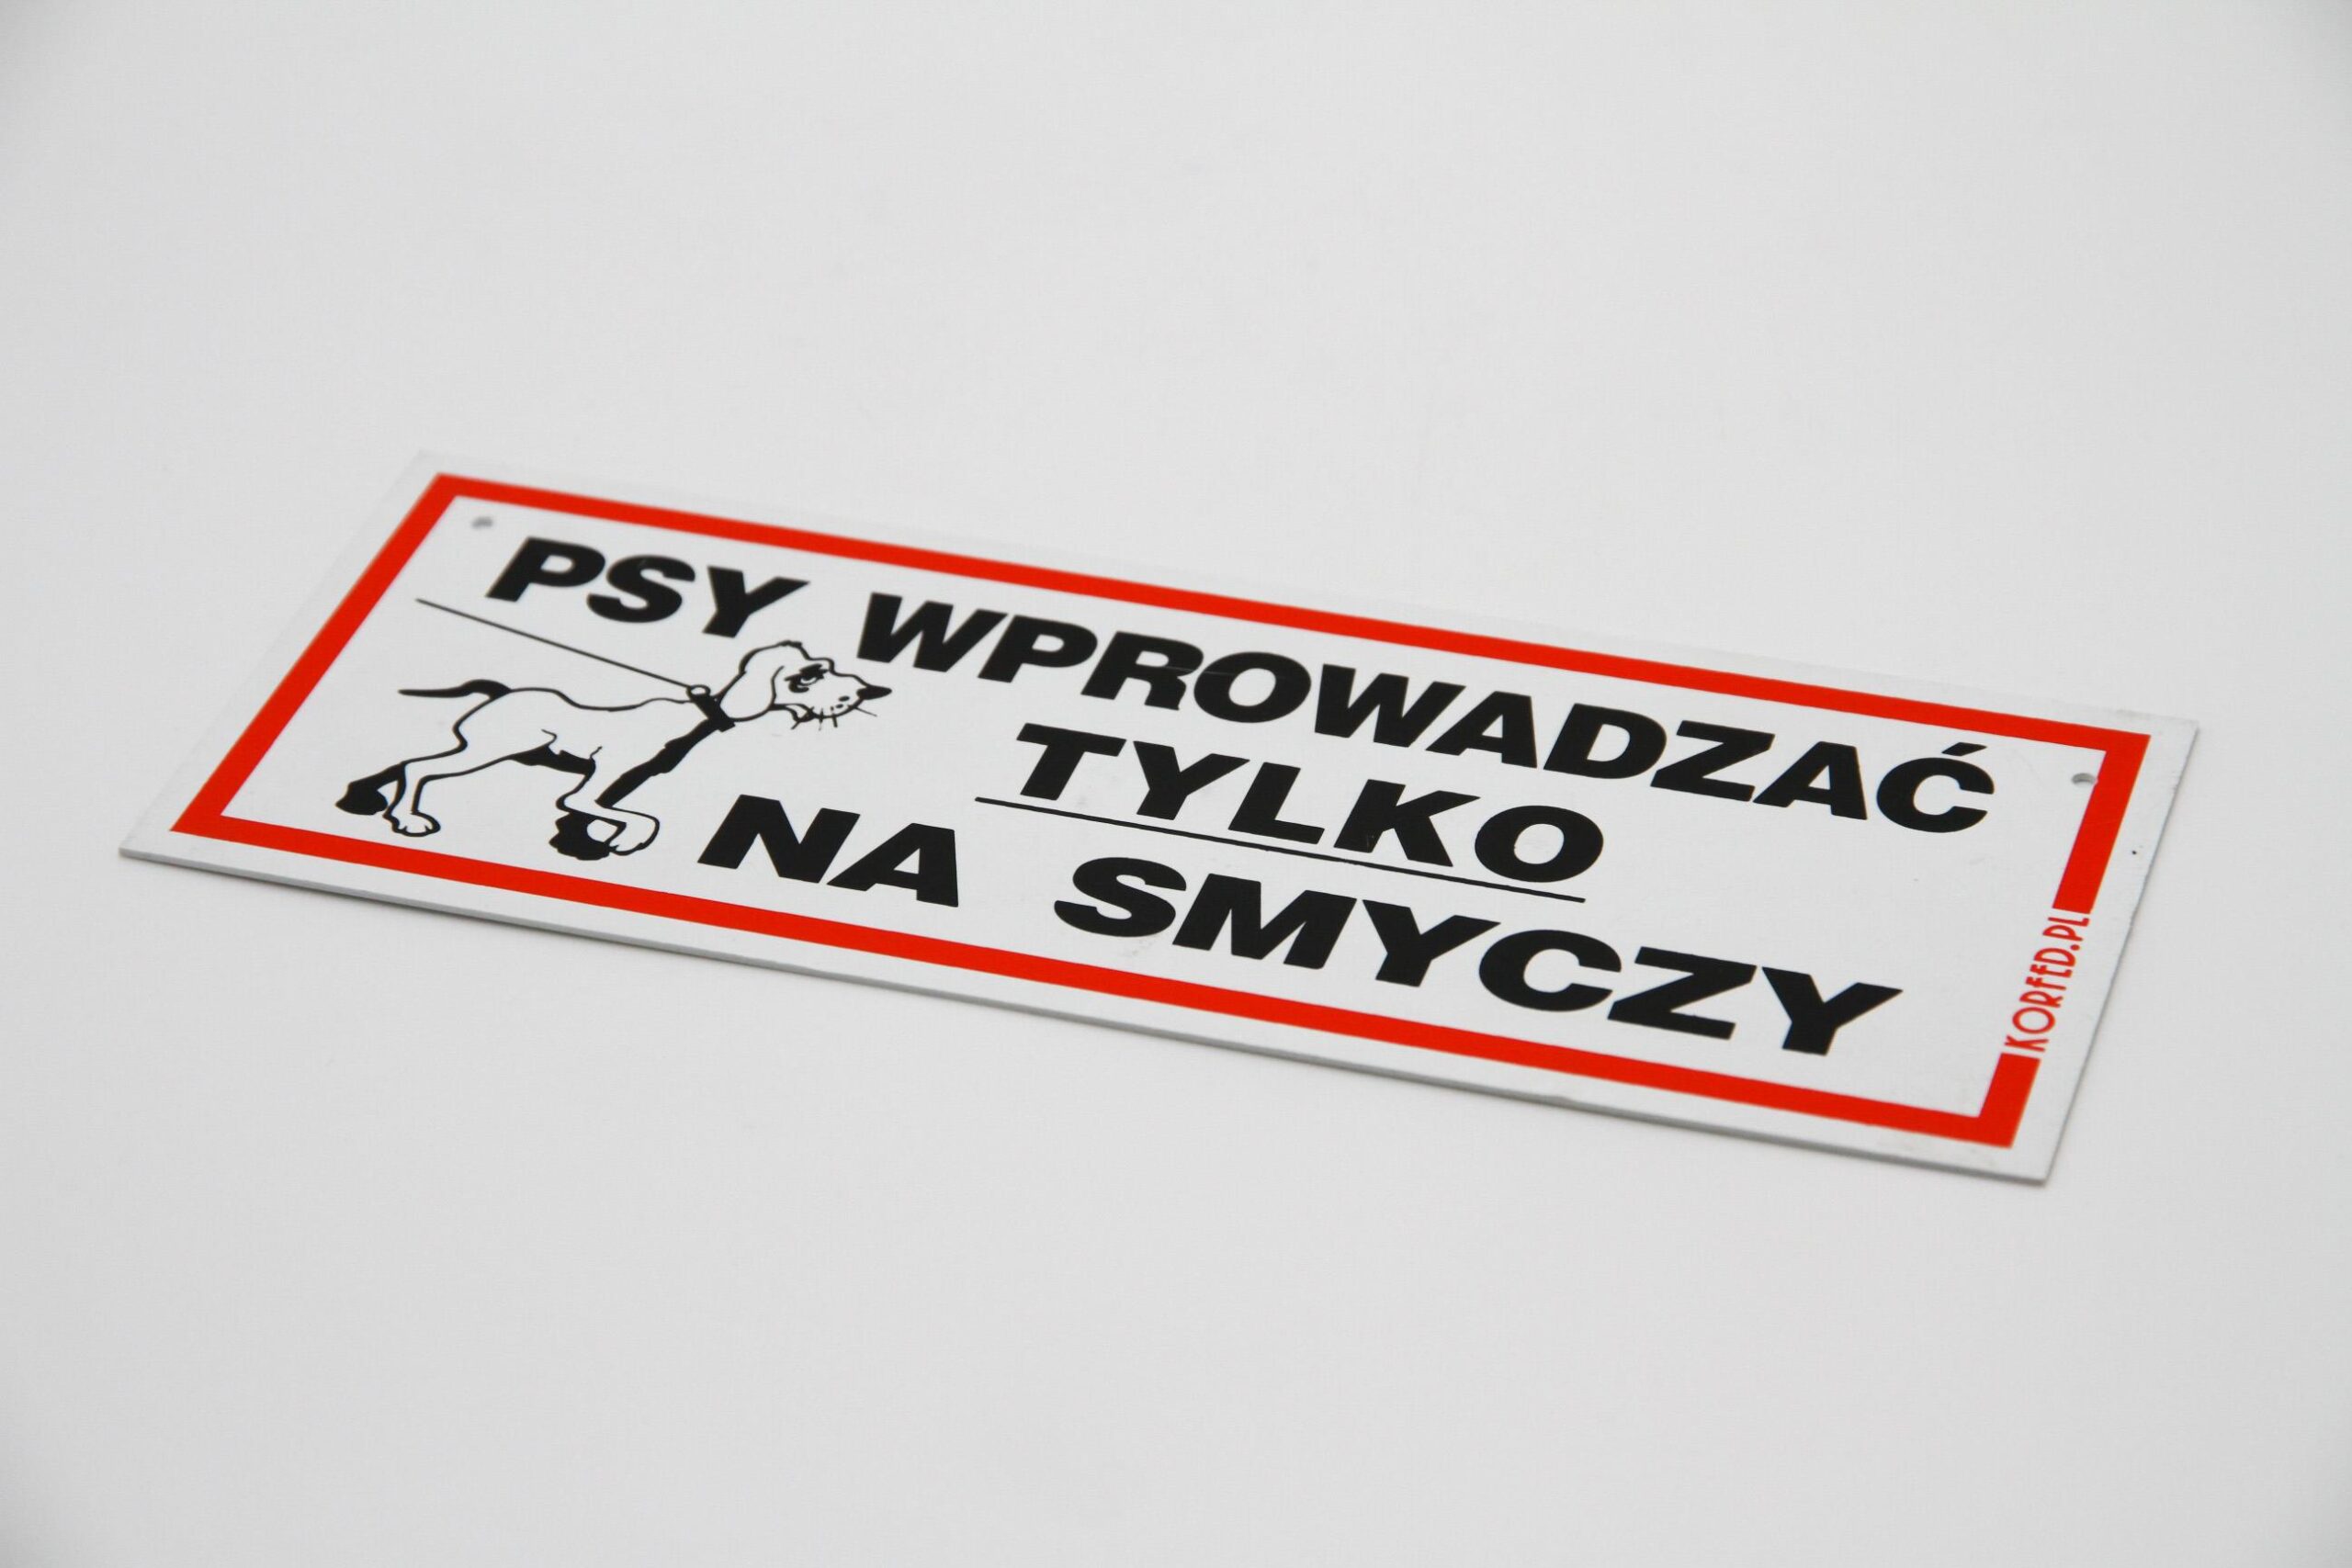 PSY WPROWADZAĆ
TYLKO
NA SMYCZY
KORFED.PL